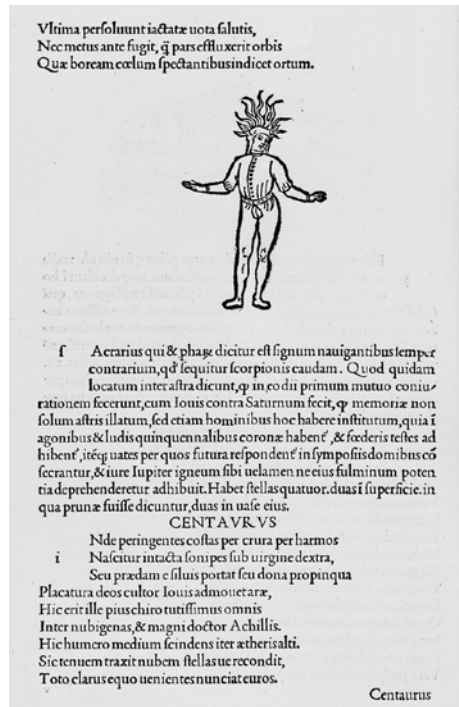 Vltima persoluunt iactatæ uota salutis,
Nec metus ante fugit, q̃ pars effluxerit orbis
Quæ boream cœlum spectantibus indicet ortum.
ſ Acrarius qui & phaꝶ dicitur est signum nauigantibus semper
contrarium, qd' sequitur scorpionis caudam. Quod quidam
locatum inter astra dicunt, ꝙ in eo dii primum mutuo coniu-
rationem fecerunt, cum Iouis contra Saturnum fecit, ꝙ memoriæ non
solum astris illatum, sed etiam hominibus hoc habere institutum, quia ĩ
agonibus & ludis quinquennalibus coronæ habent̃, & fœderis testes ad
hibent̃, itẽq; uates per quos futura respondent̃ in symposiis domibus cõ
secrantur, & iure Iupiter igneum sibi uelamen ne eius fulminum poten
tia deprehenderetur adhibuit. Habet stellas quatuor. duas ĩ superficie. in
qua prunæ fuisse dicuntur, duas in uase eius.
CENTAVRVS
Nde peringentes costas per crura per harmos
i Nascitur intacta sonipes sub uirgine dextra,
Seu prædam e siluis portat seu dona propinqua
Placatura deos cultor Iouis admouet aræ,
Hic erit ille pius chiro tutissimus omnis
Inter nubigenas, & magni doctor Achillis.
Hic humero medium scindens iter ætheris alti.
Sic tenuem traxit nubem stellas ue recondit,
Toto clarus equo uenientes nunciat euros.
Centaurus